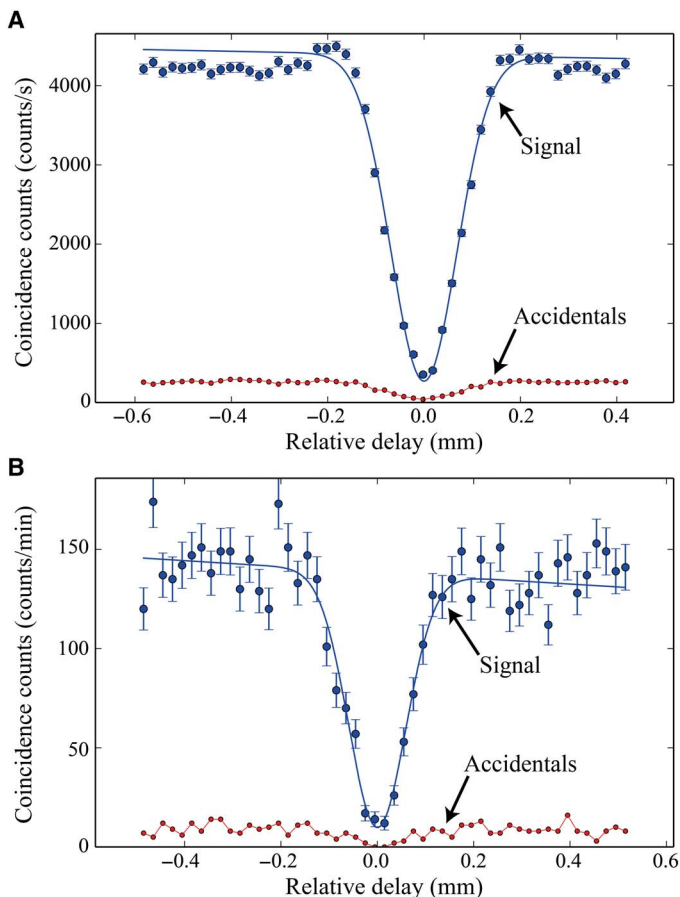 A
Coincidence counts (counts/s)
4000
3000
2000
1000
0
Signal
Accidentals
−0.6 −0.4 −0.2 0.0 0.2 0.4
Relative delay (mm)
B
Coincidence counts (counts/min)
150
100
50
0
Signal
Accidentals
−0.4 −0.2 0.0 0.2 0.4 0.6
Relative delay (mm)